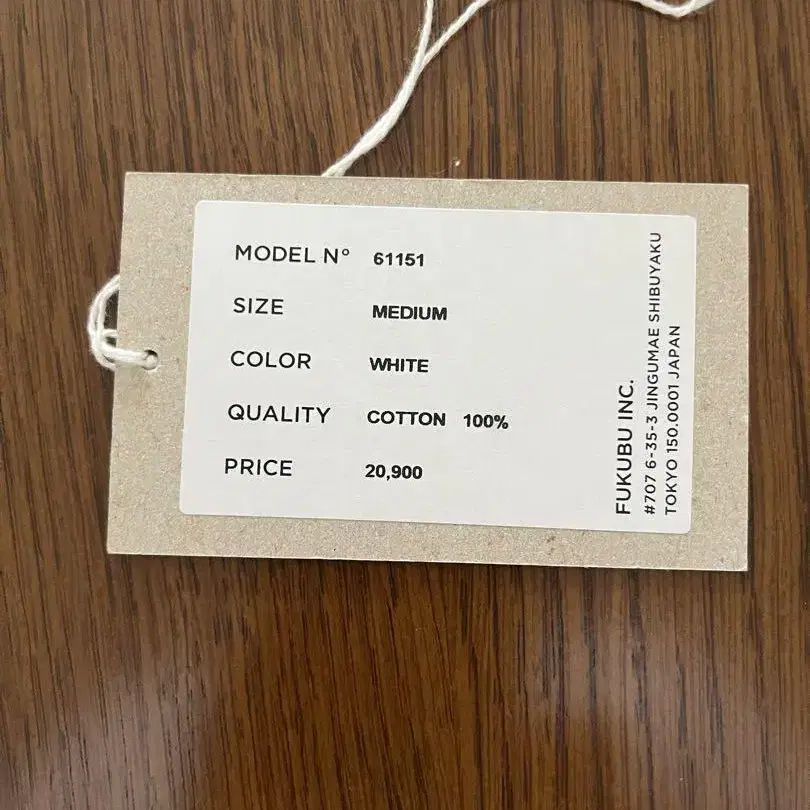 MODEL Nº 61151
SIZE MEDIUM
COLOR WHITE
QUALITY COTTON 100%
PRICE 20,900
FUKUBU INC.
#707 6-35-3 JINGUMAE SHIBUYAKU
TOKYO 150.0001 JAPAN